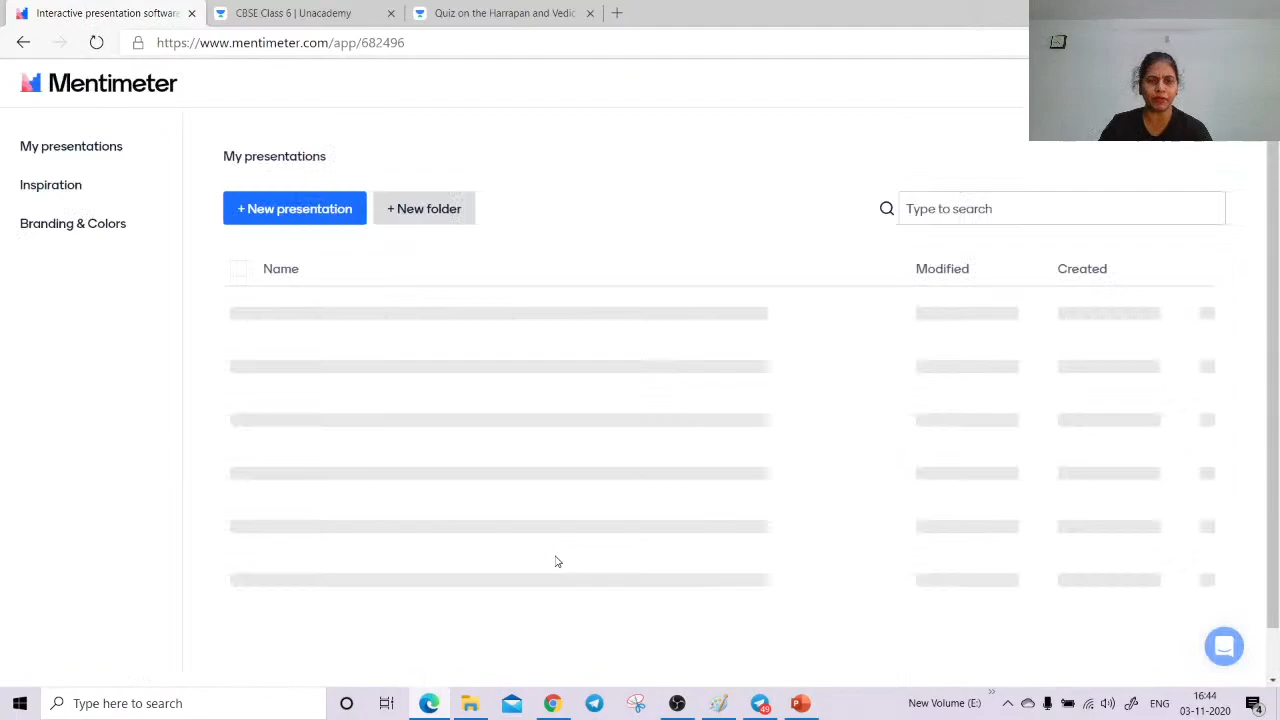 Interactive presentation software
CBSE Class 6 | Unacademy
Quiz on the Harrapan and Vedic
https://www.mentimeter.com/app/682496
Mentimeter
My presentations
Inspiration
Branding & Colors
My presentations
+ New presentation
+ New folder
Type to search
Name
Modified
Created
Type here to search
49
New Volume (E:)
ENG
16:44
03-11-2020
4